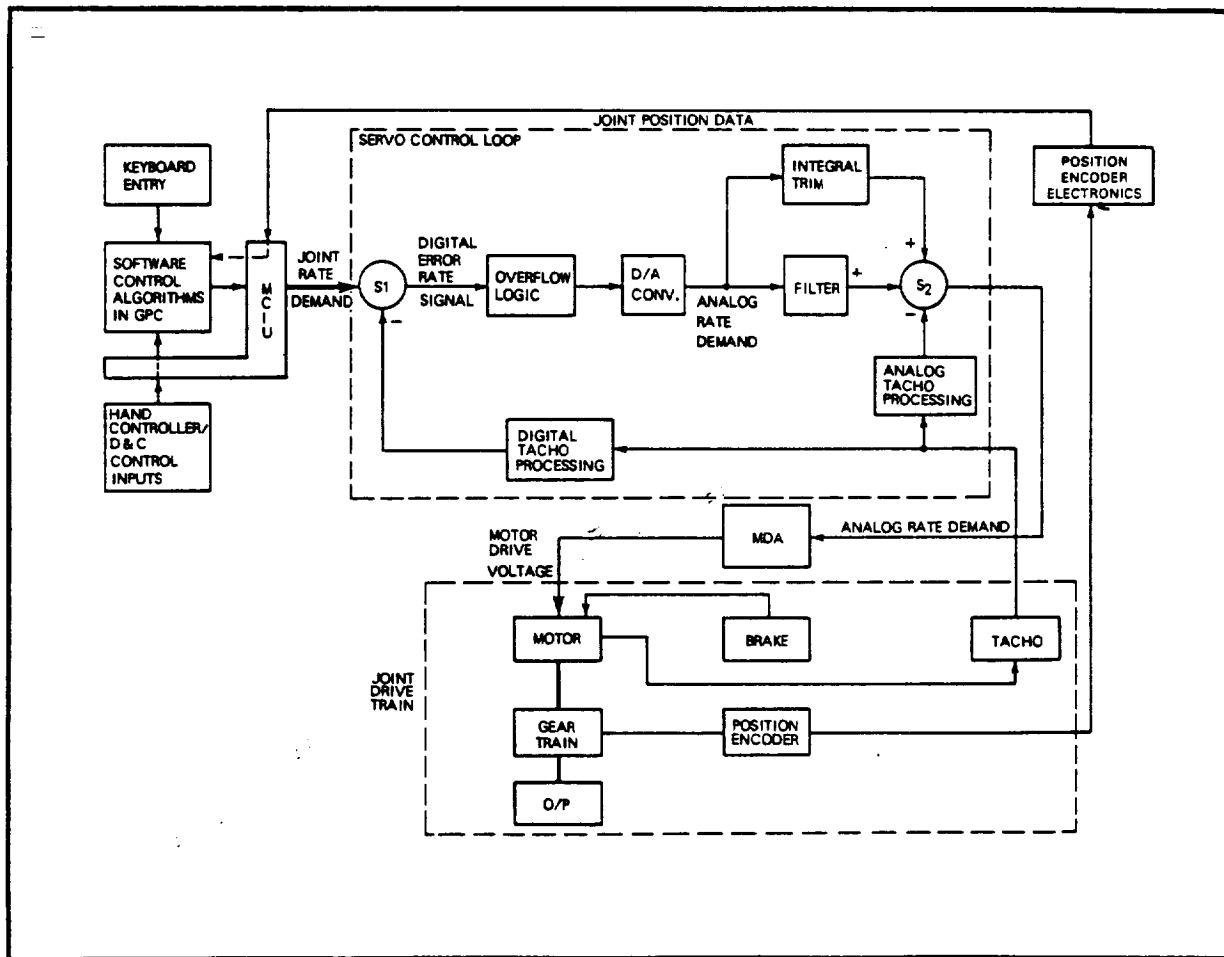 JOINT POSITION DATA
SERVO CONTROL LOOP
KEYBOARD
ENTRY
INTEGRAL
TRIM
POSITION
ENCODER
ELECTRONICS
SOFTWARE
CONTROL
ALGORITHMS
IN GPC
M
C
I
U
JOINT
RATE
DEMAND
S1
-
DIGITAL
ERROR
RATE
SIGNAL
OVERFLOW
LOGIC
D/A
CONV.
ANALOG
RATE
DEMAND
FILTER
+
+
S2
-
ANALOG
TACHO
PROCESSING
HAND
CONTROLLER/
D&C
CONTROL
INPUTS
DIGITAL
TACHO
PROCESSING
MOTOR
DRIVE
VOLTAGE
MDA
ANALOG RATE DEMAND
MOTOR
BRAKE
TACHO
JOINT
DRIVE
TRAIN
GEAR
TRAIN
POSITION
ENCODER
O/P